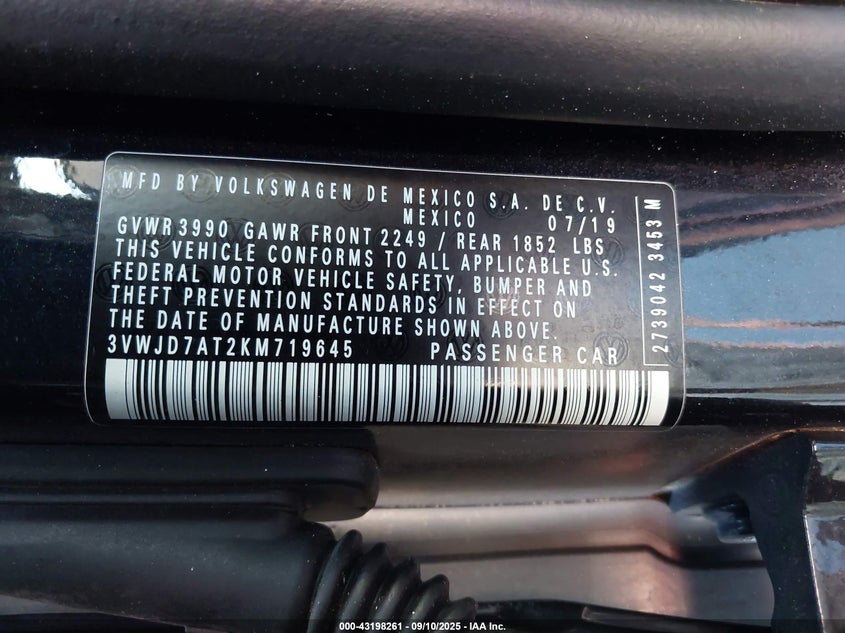 MFD BY VOLKSWAGEN DE MEXICO S.A. DE C.V.
MEXICO 07/19
GVWR 3990 GAWR FRONT 2249 / REAR 1852 LBS
THIS VEHICLE CONFORMS TO ALL APPLICABLE U.S.
FEDERAL MOTOR VEHICLE SAFETY, BUMPER AND
THEFT PREVENTION STANDARDS IN EFFECT ON
THE DATE OF MANUFACTURE SHOWN ABOVE.
3VWJD7AT2KM719645 PASSENGER CAR
2739042 3453 M
000-43198261 - 09/10/2025 - IAA Inc.